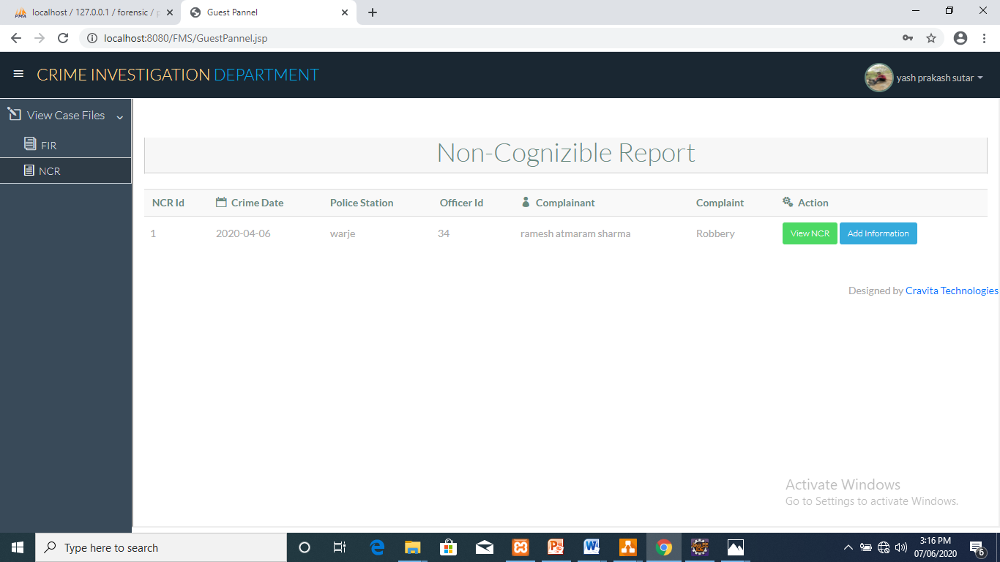 localhost / 127.0.0.1 / forensic / p
Guest Pannel
localhost:8080/FMS/GuestPannel.jsp
CRIME INVESTIGATION DEPARTMENT
yash prakash sutar
View Case Files
FIR
NCR
Non-Cognizible Report
NCR Id Crime Date Police Station Officer Id Complainant Complaint Action
1 2020-04-06 warje 34 ramesh atmaram sharma Robbery View NCR Add Information
Designed by Cravita Technologies
Activate Windows
Go to Settings to activate Windows.
Type here to search
3:16 PM
07/06/2020
6